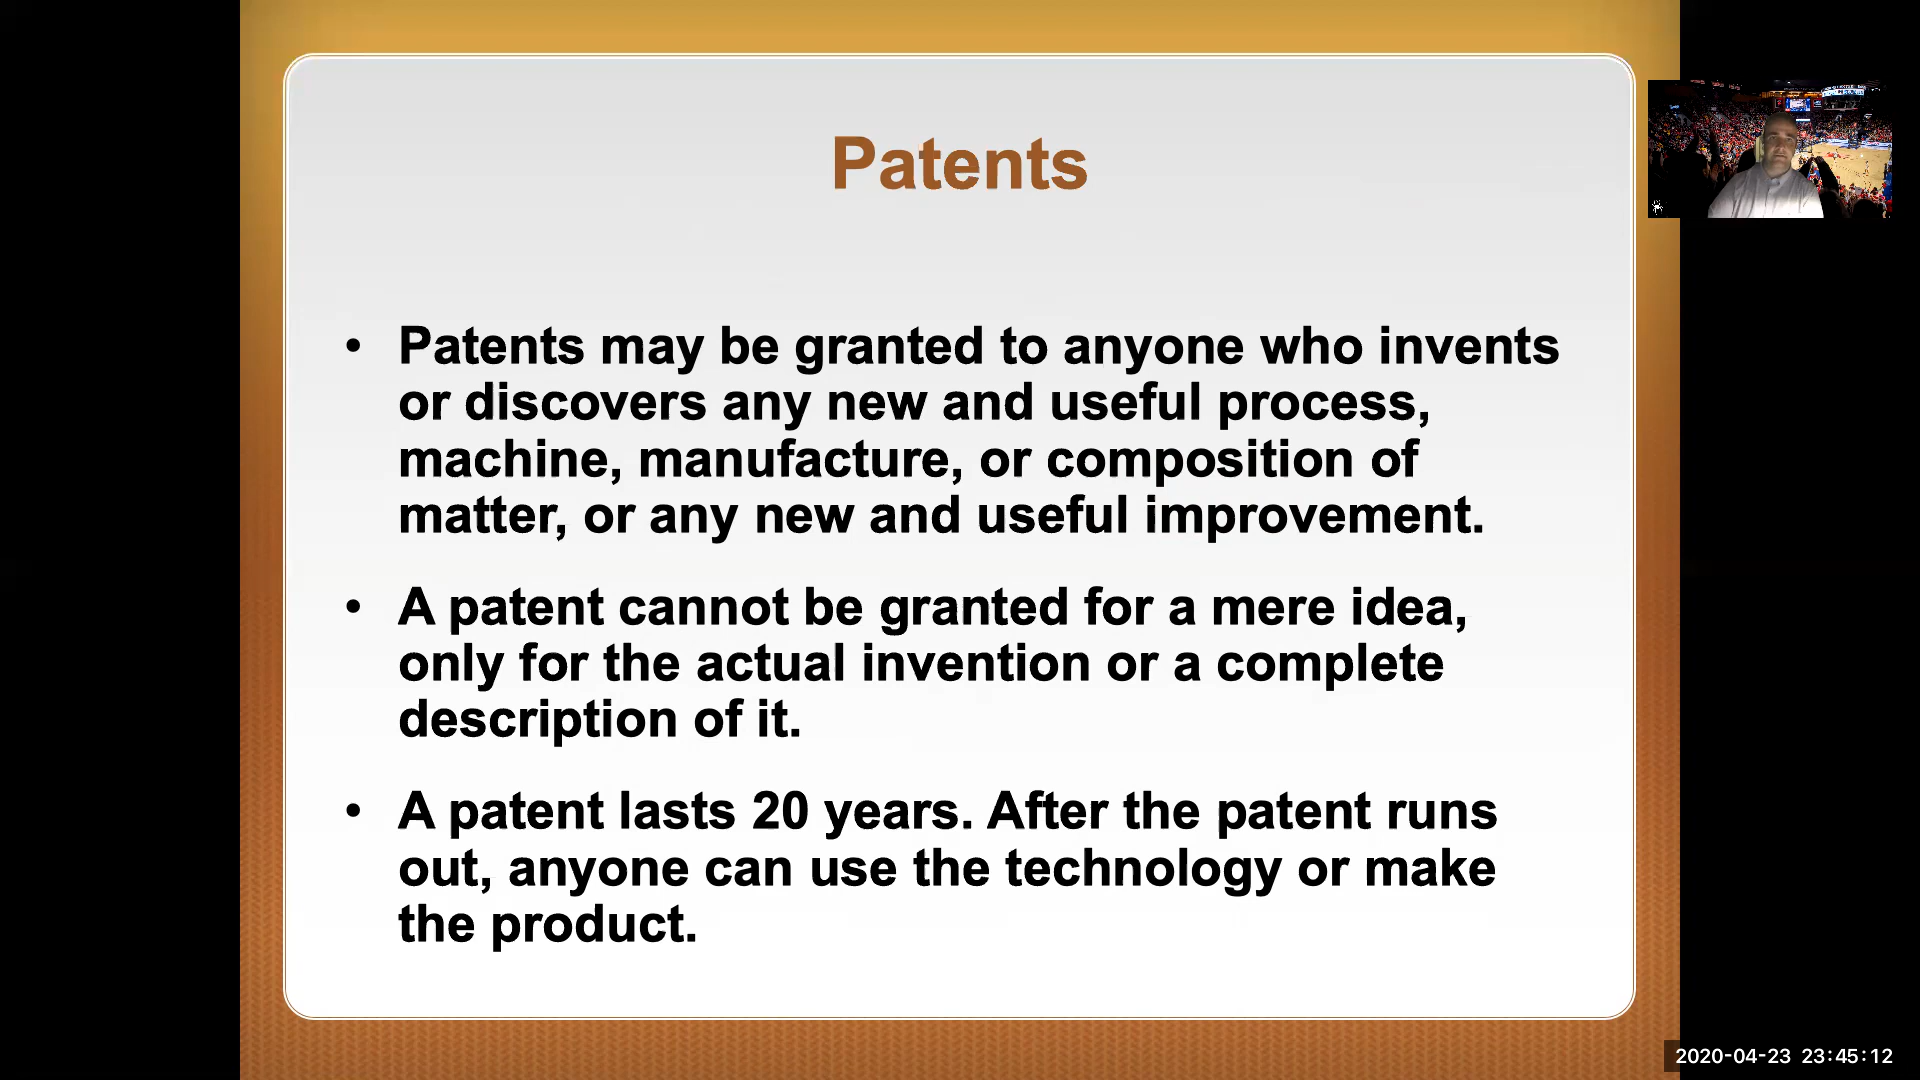 Patents
• Patents may be granted to anyone who invents
or discovers any new and useful process,
machine, manufacture, or composition of
matter, or any new and useful improvement.
• A patent cannot be granted for a mere idea,
only for the actual invention or a complete
description of it.
• A patent lasts 20 years. After the patent runs
out, anyone can use the technology or make
the product.
2020-04-23 23:45:12